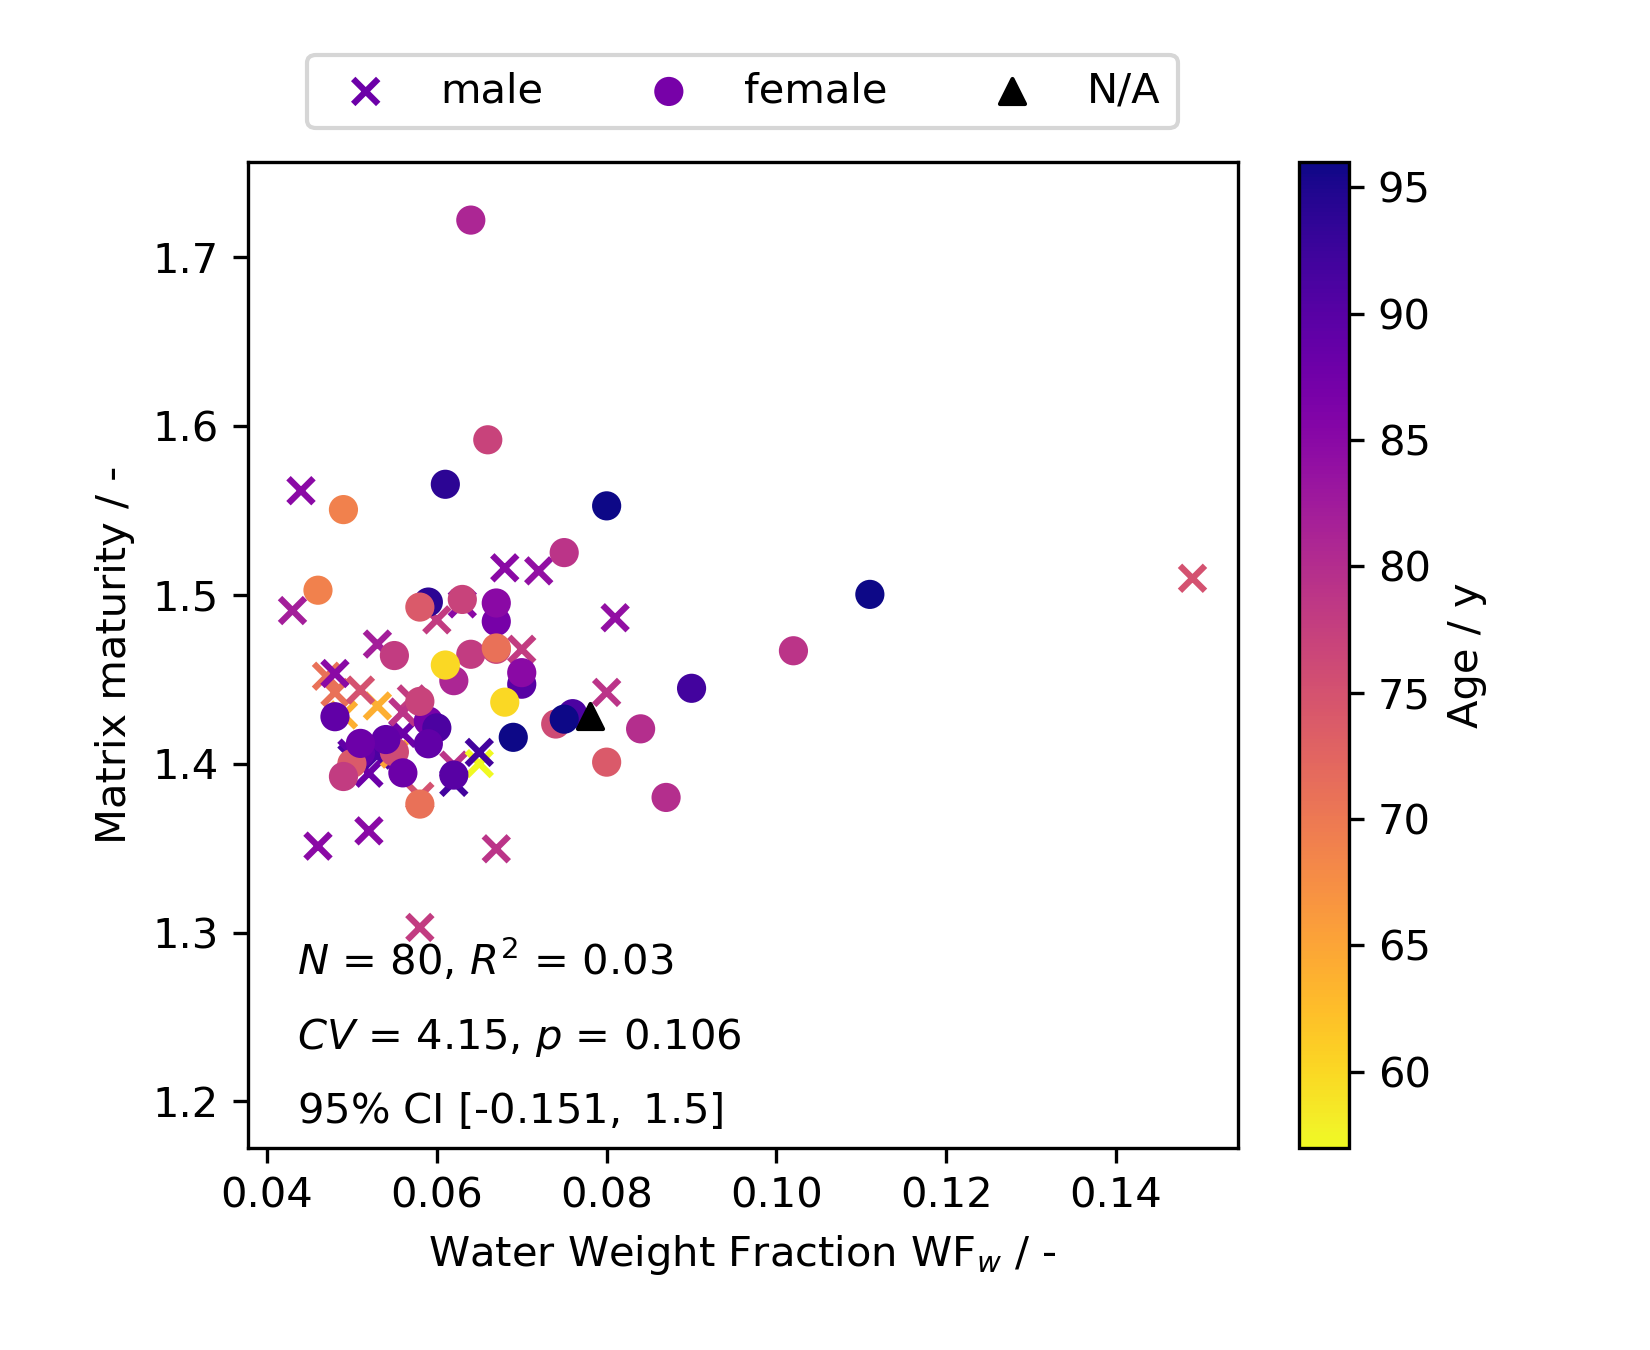 male female N/A
1.7
1.6
1.5
1.4
1.3
1.2
Matrix maturity / -
N = 80, R² = 0.03
CV = 4.15, p = 0.106
95% CI [-0.151, 1.5]
0.04 0.06 0.08 0.10 0.12 0.14
Water Weight Fraction WF_w / -
95
90
85
80
75
70
65
60
Age / y